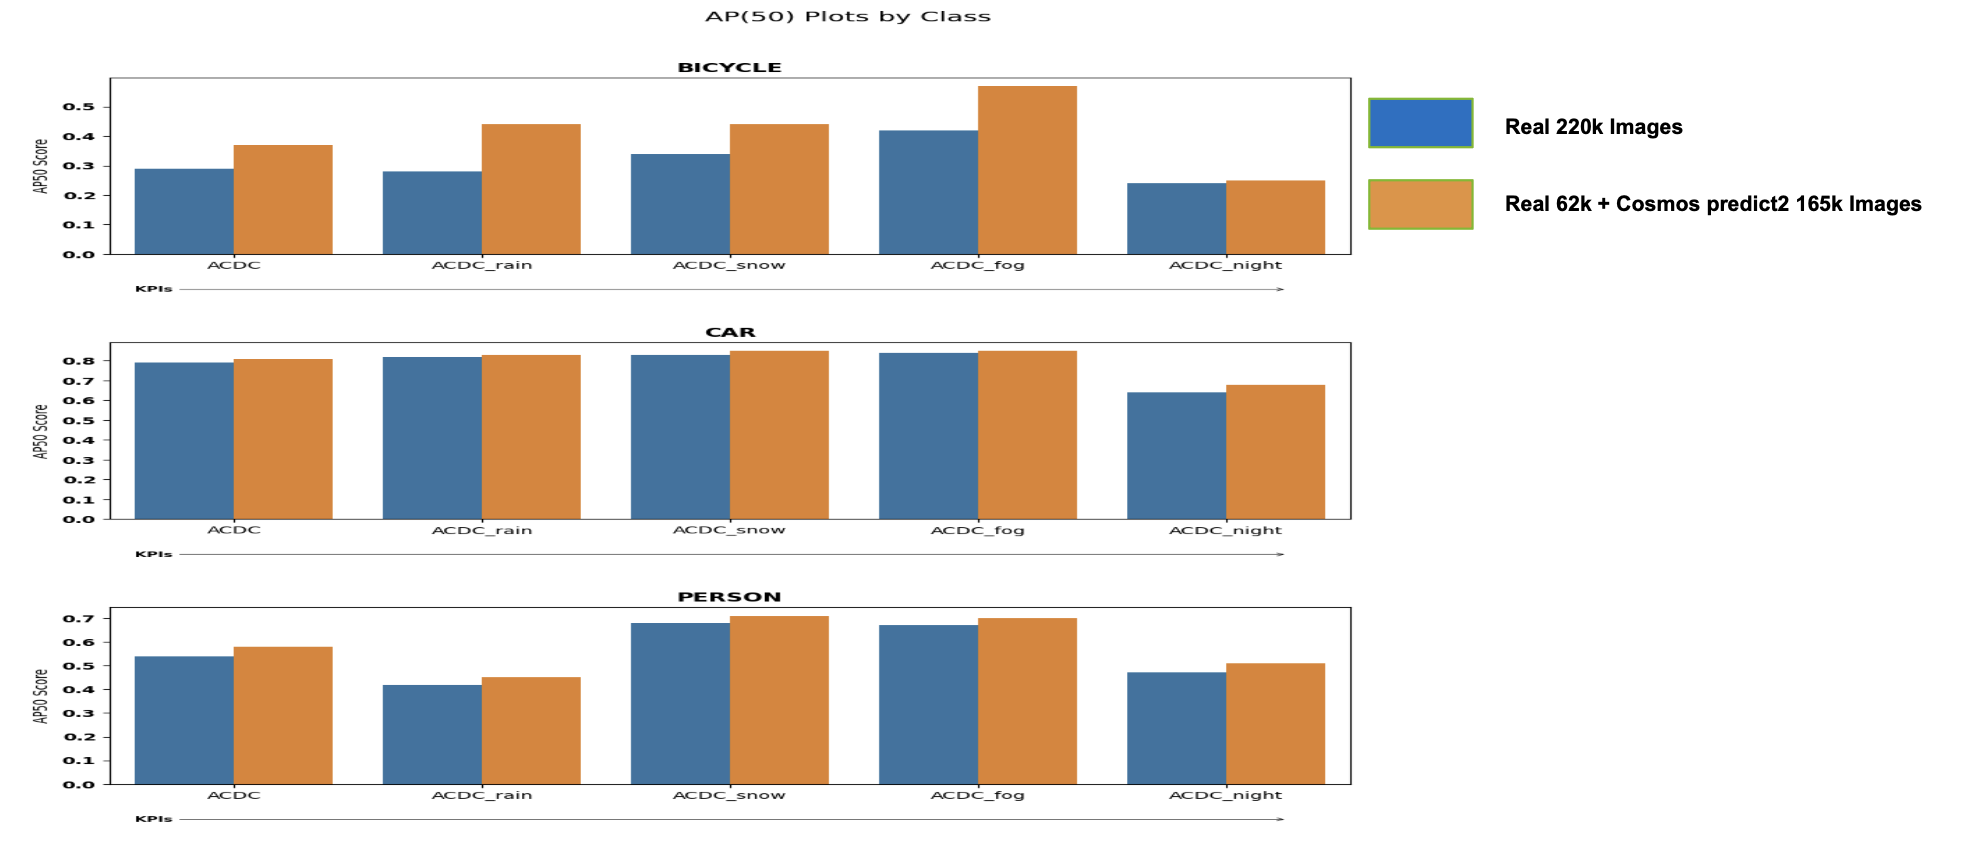 AP(50) Plots by Class
BICYCLE
AP50 Score
0.5
0.4
0.3
0.2
0.1
0.0
ACDC ACDC_rain ACDC_snow ACDC_fog ACDC_night
KPIs
Real 220k Images
Real 62k + Cosmos predict2 165k Images
CAR
AP50 Score
0.8
0.7
0.6
0.5
0.4
0.3
0.2
0.1
0.0
ACDC ACDC_rain ACDC_snow ACDC_fog ACDC_night
KPIs
PERSON
AP50 Score
0.7
0.6
0.5
0.4
0.3
0.2
0.1
0.0
ACDC ACDC_rain ACDC_snow ACDC_fog ACDC_night
KPIs